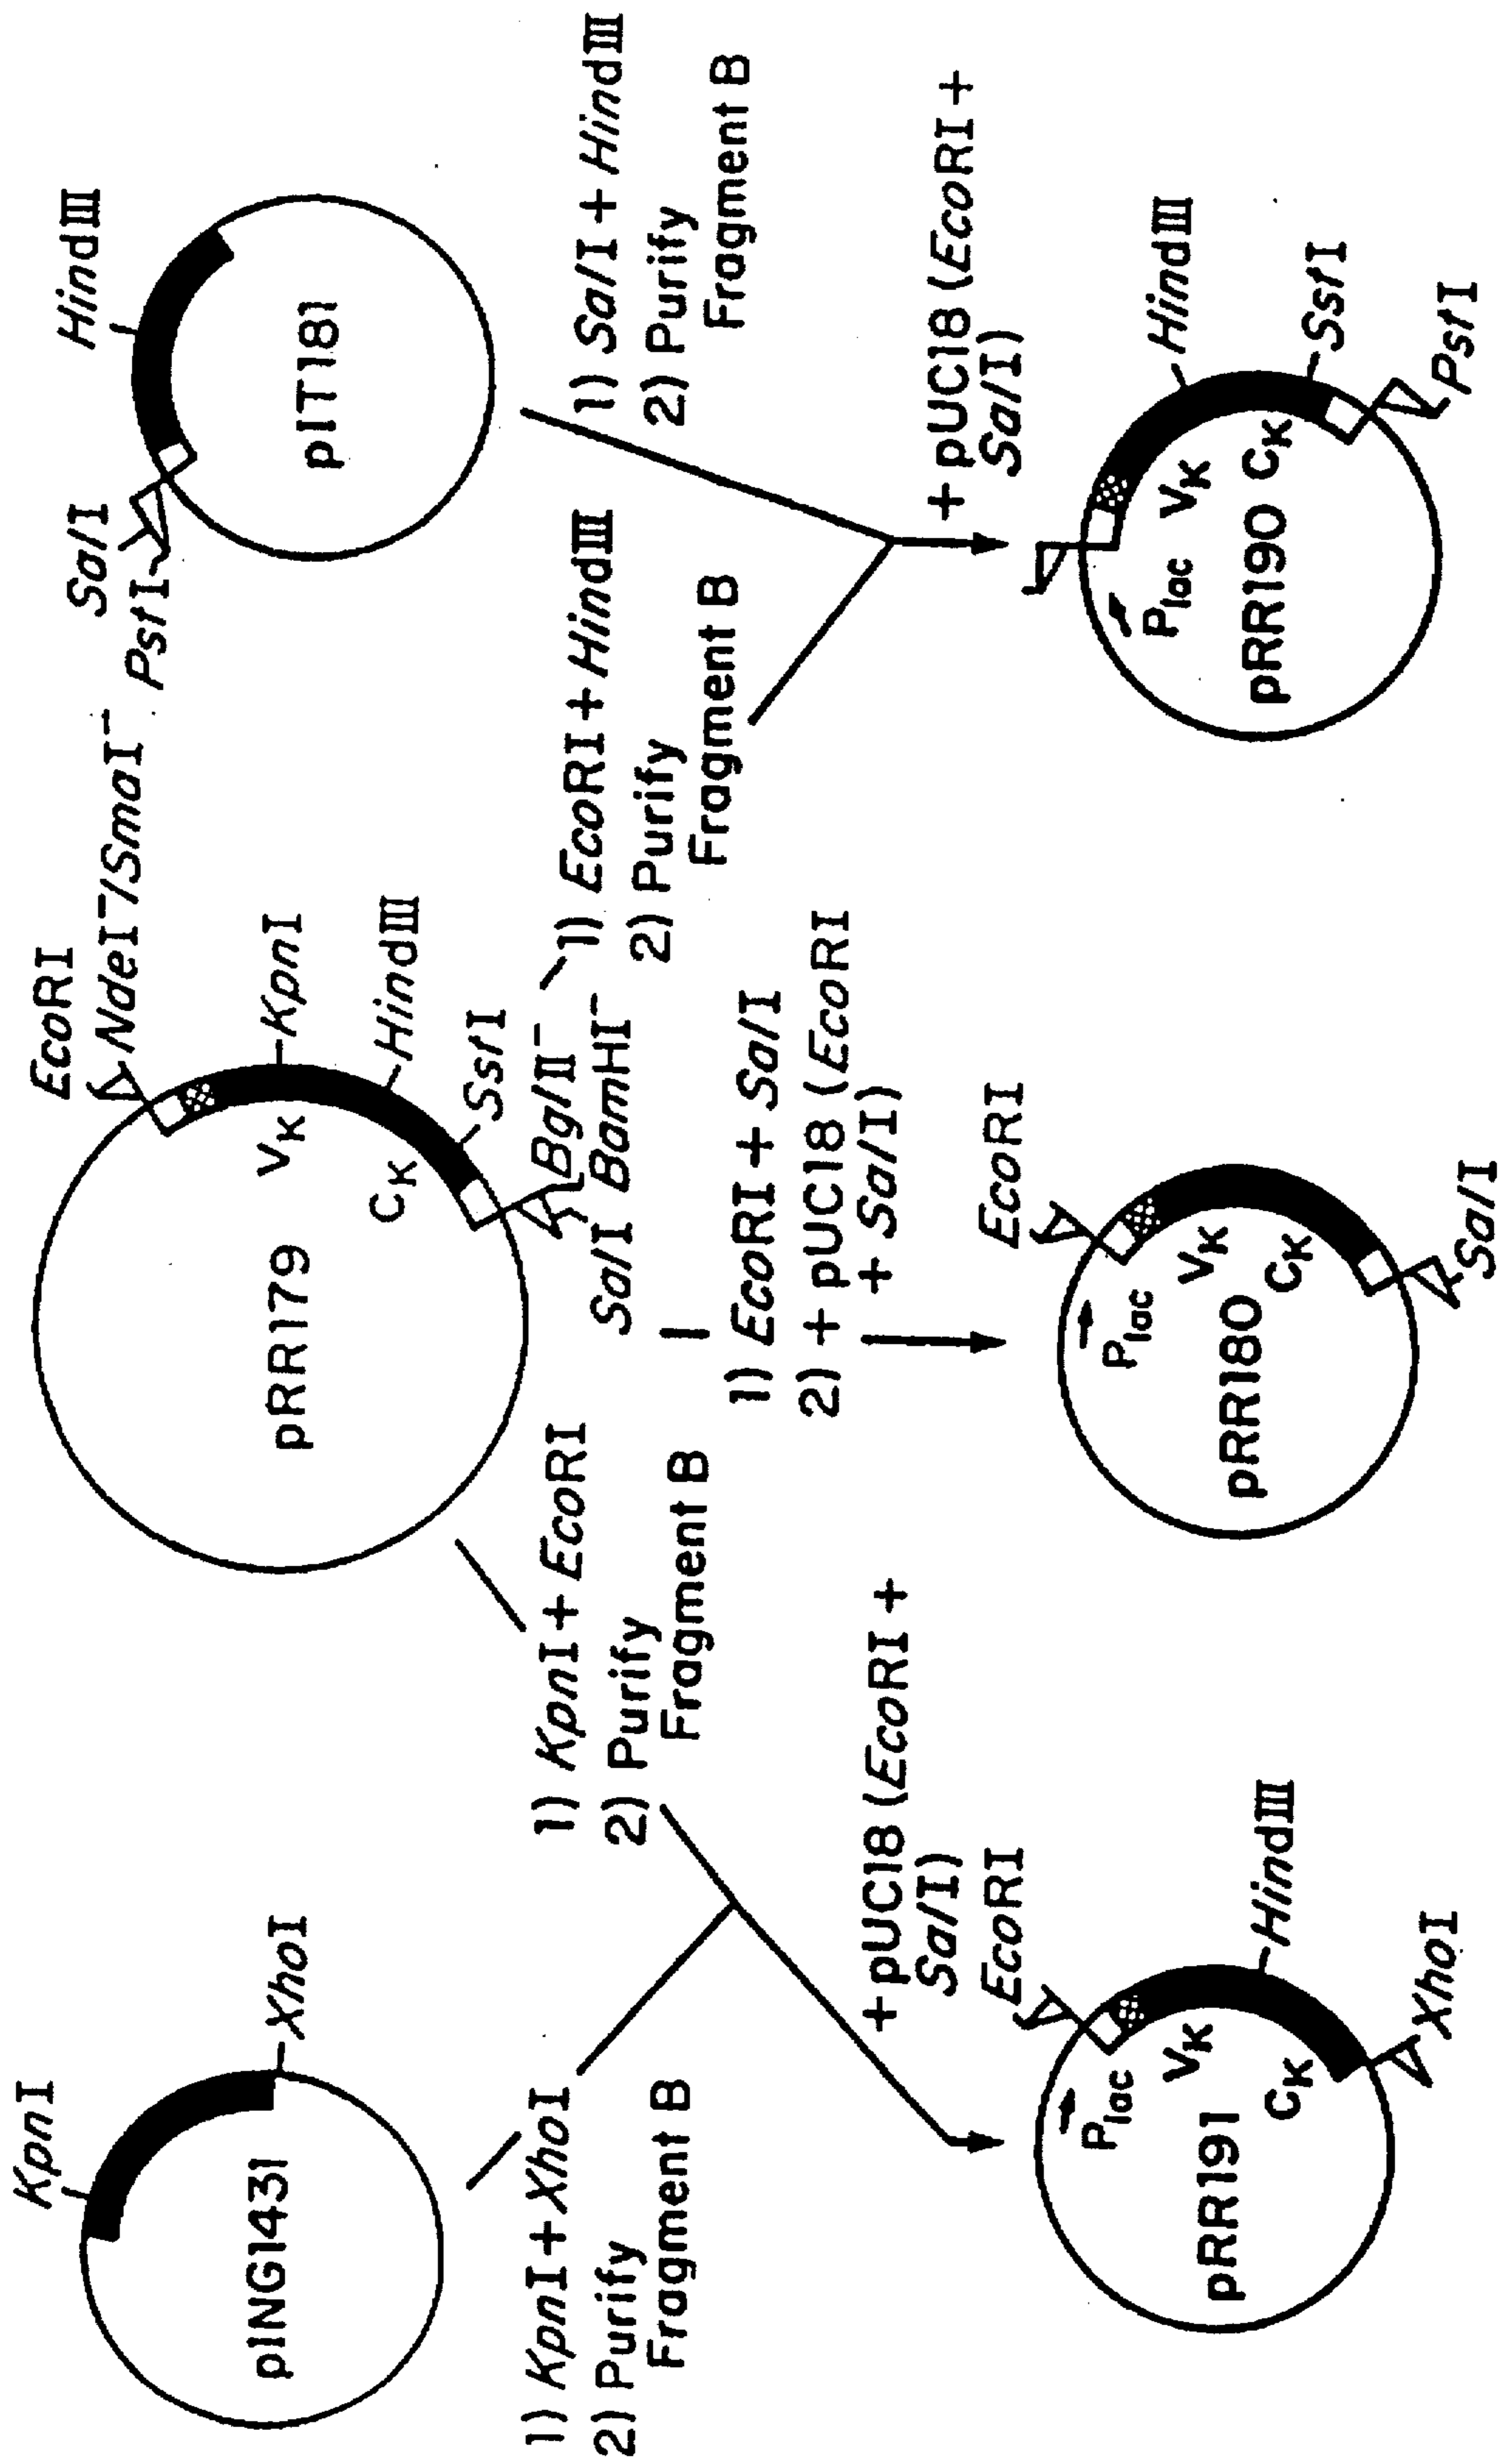 KpnI
XhoI
pING1431
1) KpnI + XhoI
2) Purify
Fragment B
EcoRI
NdeI⁻/SmaI⁻
KpnI
HindIII
SstI
BglII⁻
SalI BamHI⁻
VK
CK
pRR179
1) KpnI + EcoRI
2) Purify
Fragment B
1) EcoRI + SalI
2) + pUC18 (EcoRI
+ SalI)
1) EcoRI + HindIII
2) Purify
Fragment B
SalI
PstI
HindIII
pIT181
1) SalI + HindIII
2) Purify
Fragment B
+ pUC18 (EcoRI +
SalI)
EcoRI
HindIII
XhoI
Plac
VK
CK
pRR191
EcoRI
SalI
Plac
VK
CK
pRR180
+ pUC18 (EcoRI +
SalI)
HindIII
SstI
PstI
Plac VK
CK
pRR190